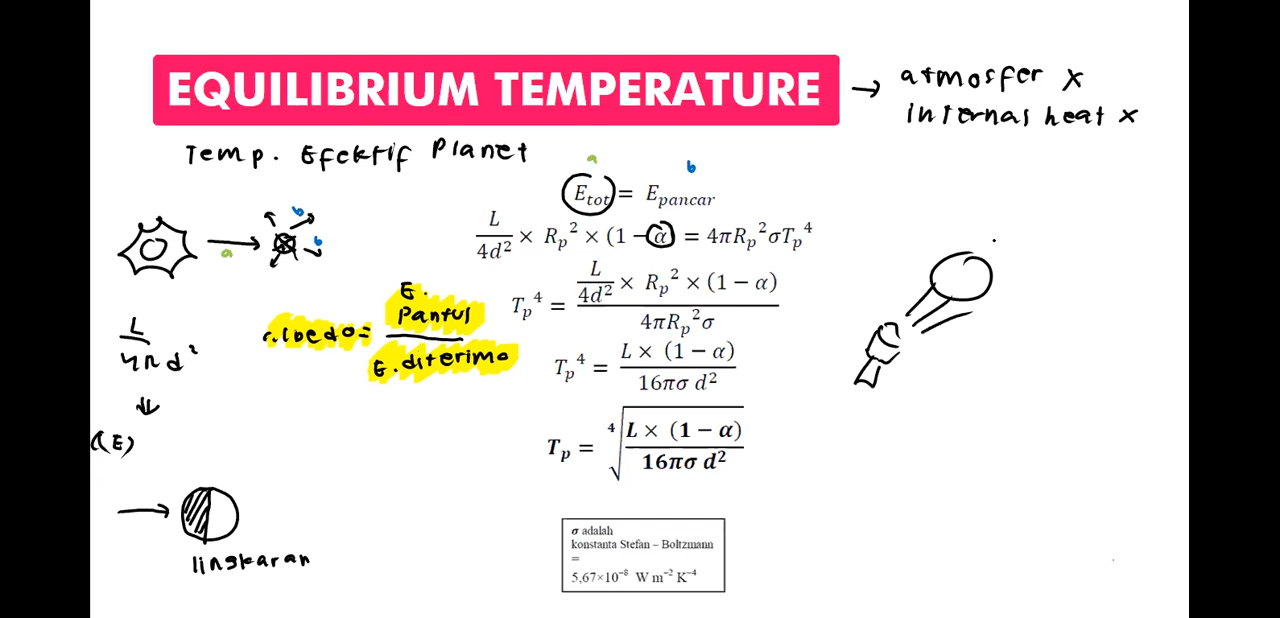 EQUILIBRIUM TEMPERATURE → atmosfer x
internal heat x
Temp. Efektif Planet
a b
E_tot = E_pancar
L/4d² × R_p² × (1 − α) = 4πR_p²σT_p⁴
b
a b
T_p⁴ = (L/4d² × R_p² × (1 − α)) / 4πR_p²σ
albedo = E. Pantul / E. diterima
L / 4πd²
T_p⁴ = L × (1 − α) / 16πσ d²
(E)
T_p = ⁴√(L × (1 − α) / 16πσ d²)
lingkaran
σ adalah
konstanta Stefan – Boltzmann
=
5,67×10⁻⁸ W m⁻² K⁻⁴